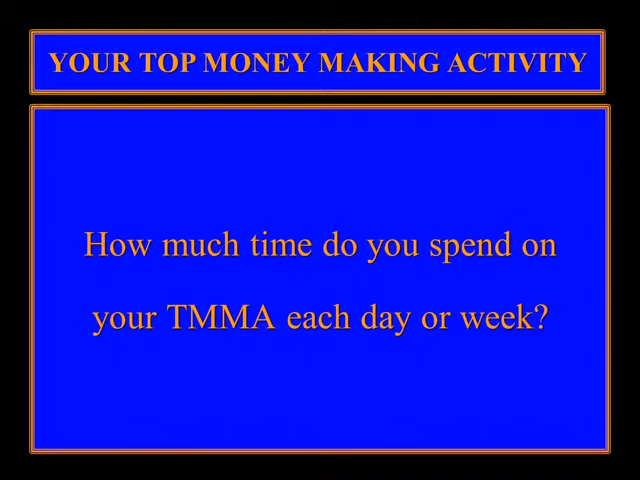 YOUR TOP MONEY MAKING ACTIVITY
How much time do you spend on
your TMMA each day or week?